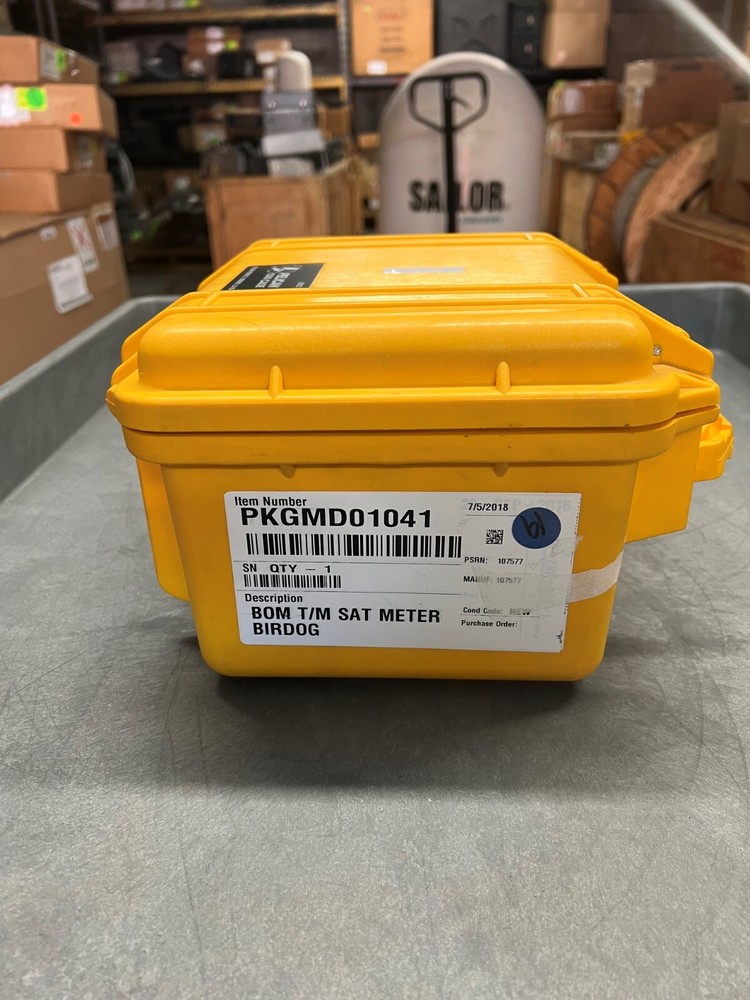 SAILOR
Item Number
PKGMD01041
7/5/2018
SN QTY - 1
PSRN: 107577
MANUF: 107577
Description
BOM T/M SAT METER
BIRDOG
Cond Code: NEW
Purchase Order:
19